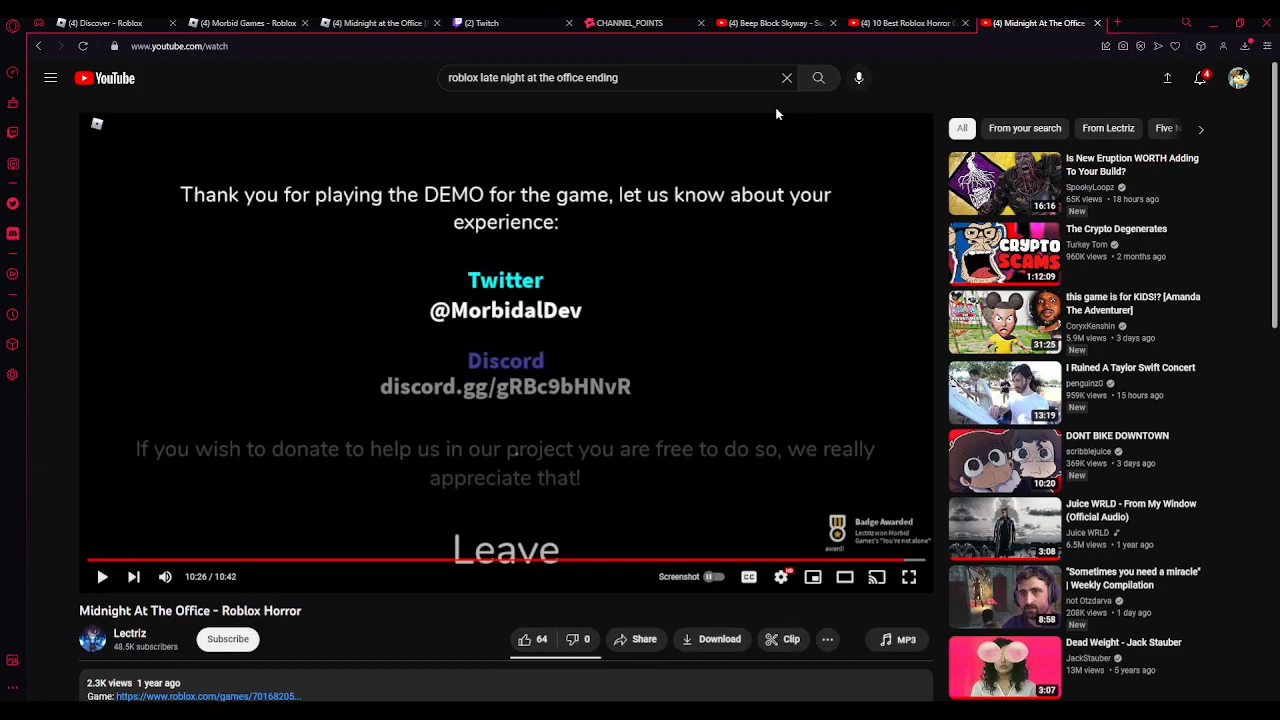 (4) Discover - Roblox
(4) Morbid Games - Roblox
(4) Midnight at the Office [
(2) Twitch
CHANNEL_POINTS
(4) Beep Block Skyway - Su
(4) 10 Best Roblox Horror G
(4) Midnight At The Office
www.youtube.com/watch
YouTube
roblox late night at the office ending
4
Thank you for playing the DEMO for the game, let us know about your
experience:
Twitter
@MorbidalDev
Discord
discord.gg/gRBc9bHNvR
If you wish to donate to help us in our project you are free to do so, we really
appreciate that!
Leave
Badge Awarded
Lectriz won Morbid
Games's "You're not alone"
award!
10:26 / 10:42
Screenshot
CC
HD
Midnight At The Office - Roblox Horror
Lectriz
48.5K subscribers
Subscribe
64
0
Share
Download
Clip
MP3
2.3K views 1 year ago
Game: https://www.roblox.com/games/70168205...
All
From your search
From Lectriz
Five N
Is New Eruption WORTH Adding
To Your Build?
SpookyLoopz
65K views • 18 hours ago
New
16:16
The Crypto Degenerates
Turkey Tom
960K views • 2 months ago
CRYPTO
SCAMS
1:12:09
this game is for KIDS!? [Amanda
The Adventurer]
CoryxKenshin
5.9M views • 3 days ago
New
31:25
I Ruined A Taylor Swift Concert
penguinz0
959K views • 15 hours ago
New
13:19
DONT BIKE DOWNTOWN
scribblejuice
369K views • 3 days ago
New
10:20
Juice WRLD - From My Window
(Official Audio)
Juice WRLD
6.5M views • 1 year ago
3:08
"Sometimes you need a miracle"
| Weekly Compilation
not Otzdarva
208K views • 1 day ago
New
8:58
Dead Weight - Jack Stauber
JackStauber
13M views • 5 years ago
3:07